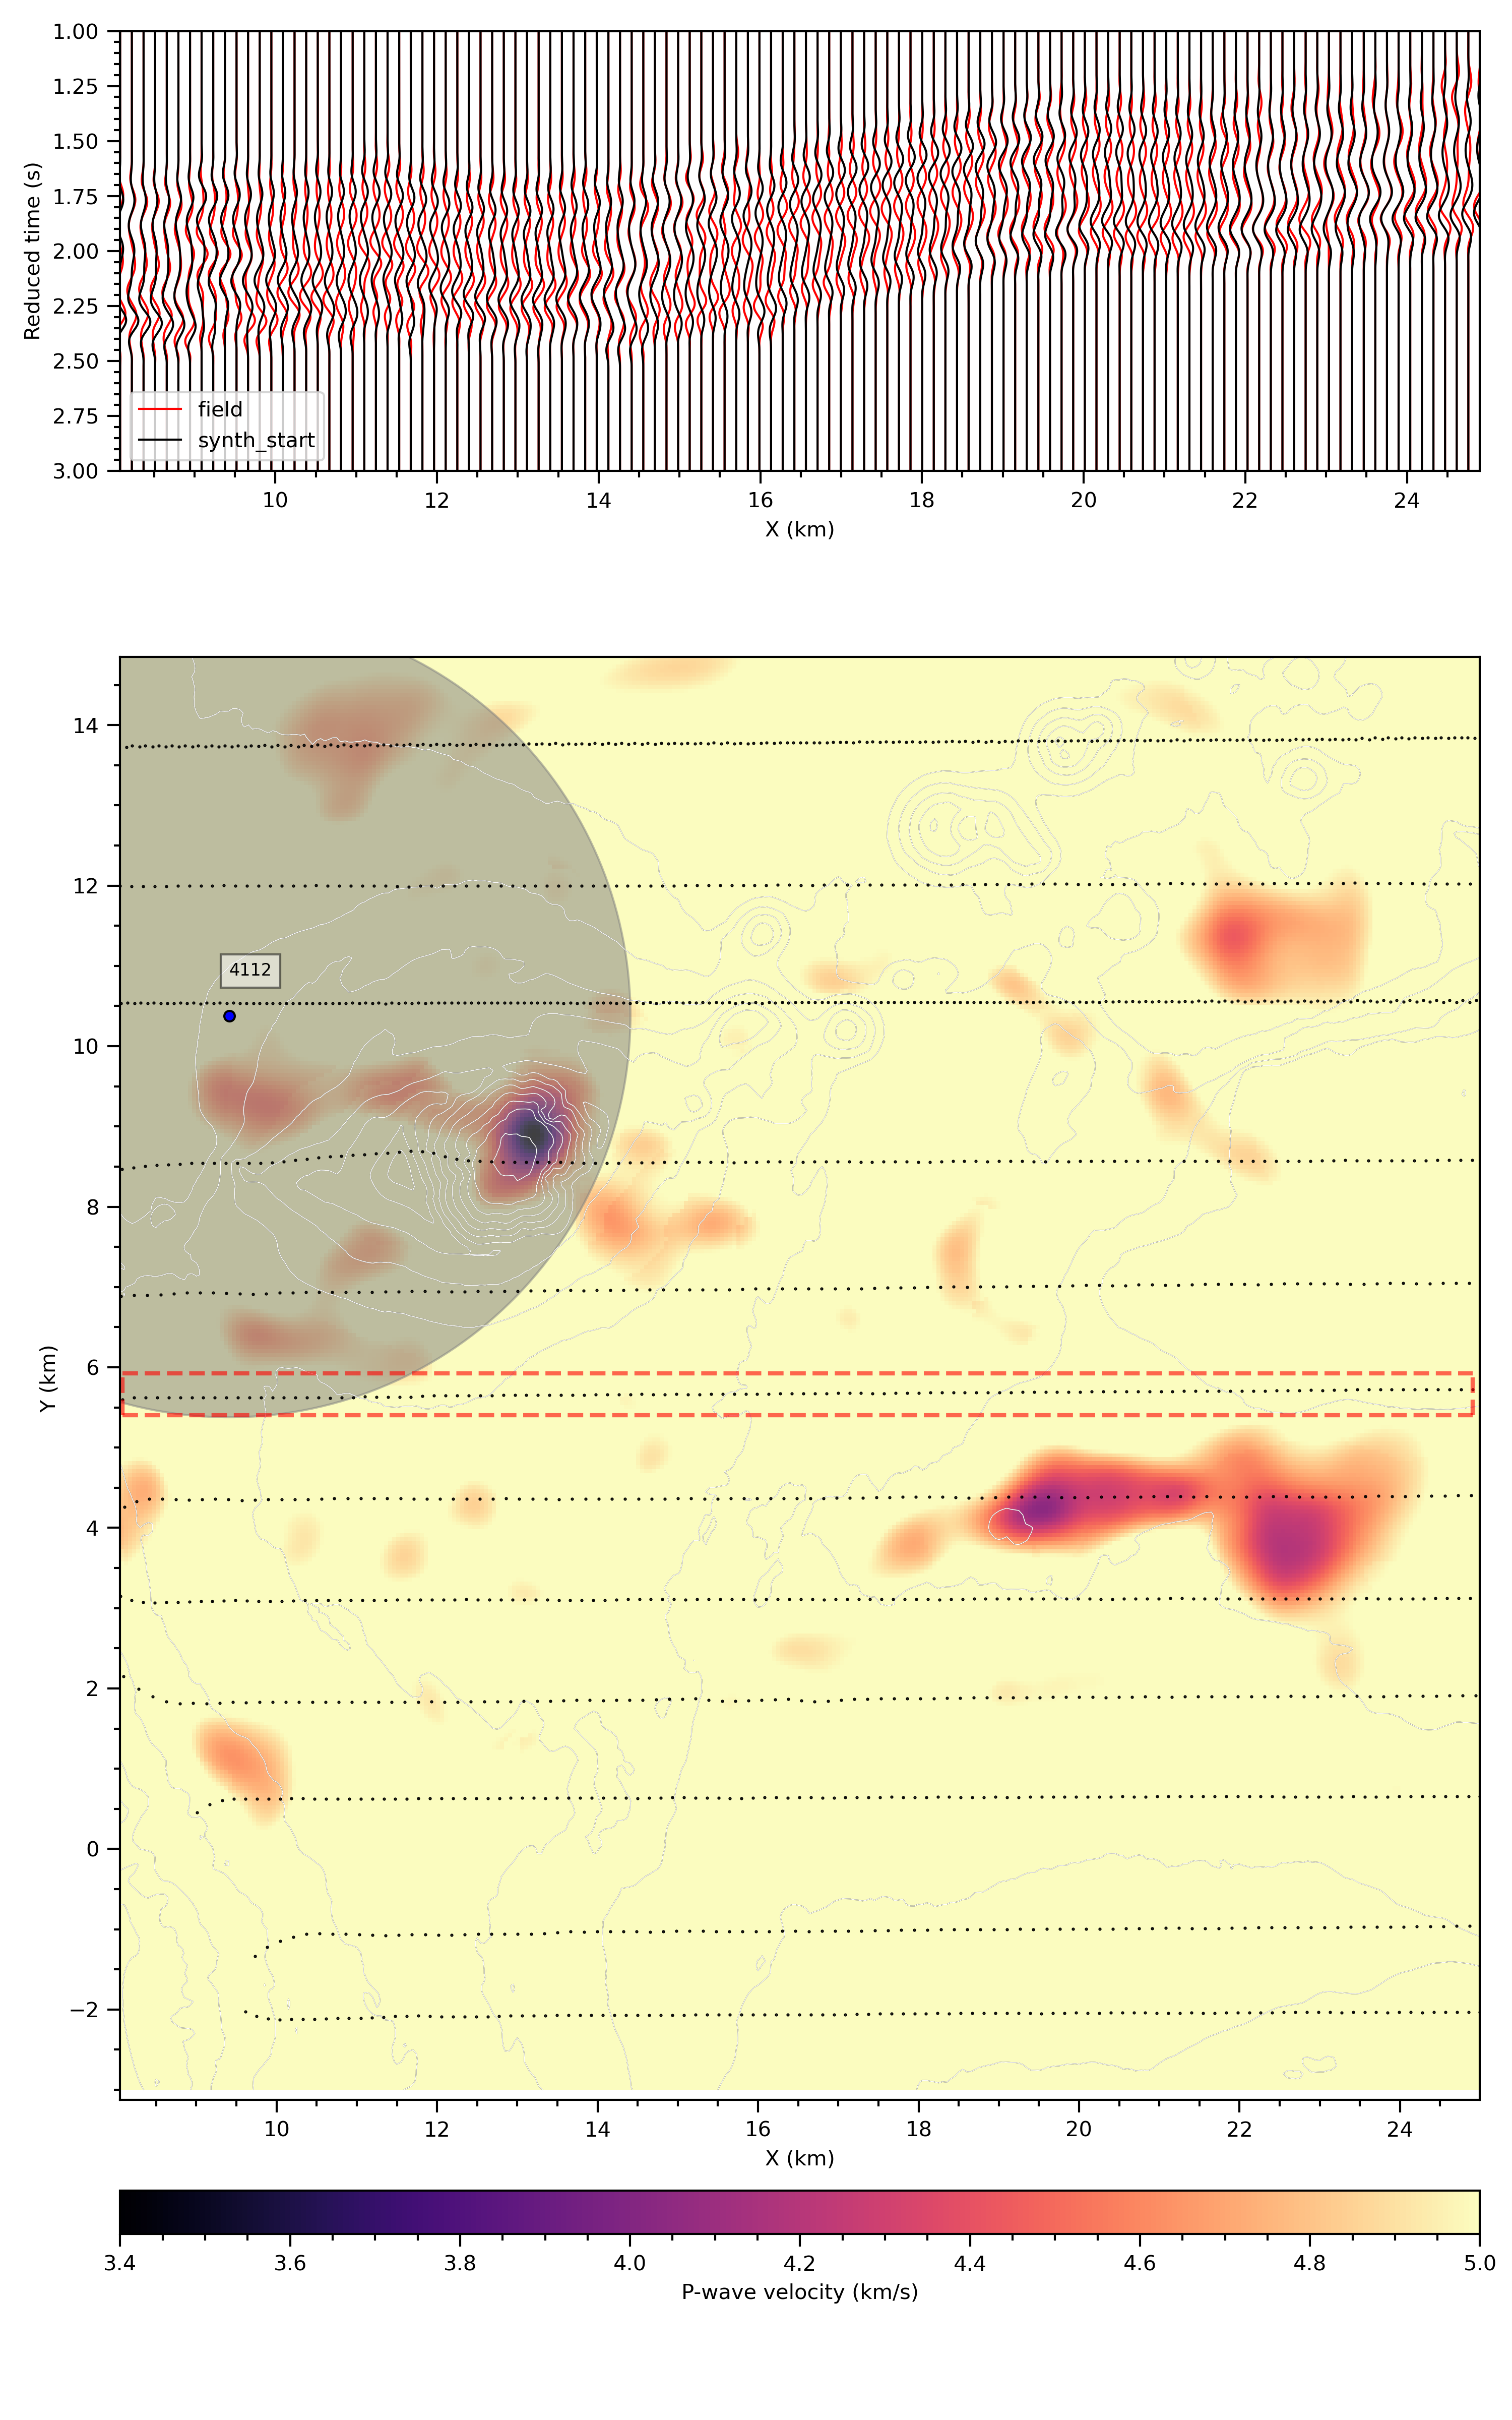 1.00
1.25
1.50
1.75
2.00
2.25
2.50
2.75
3.00
Reduced time (s)
field
synth_start
10 12 14 16 18 20 22 24
X (km)
14
12
10
8
6
4
2
0
−2
Y (km)
4112
10 12 14 16 18 20 22 24
X (km)
3.4 3.6 3.8 4.0 4.2 4.4 4.6 4.8 5.0
P-wave velocity (km/s)